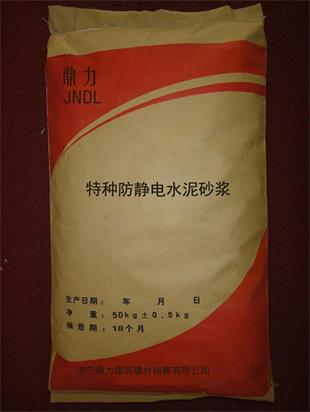 鼎力
JNDL
特种防静电水泥砂浆
生产日期: 年 月 日
净 重: 50kg±0.5kg
保质期: 18个月
济宁鼎力建筑建材销售有限公司